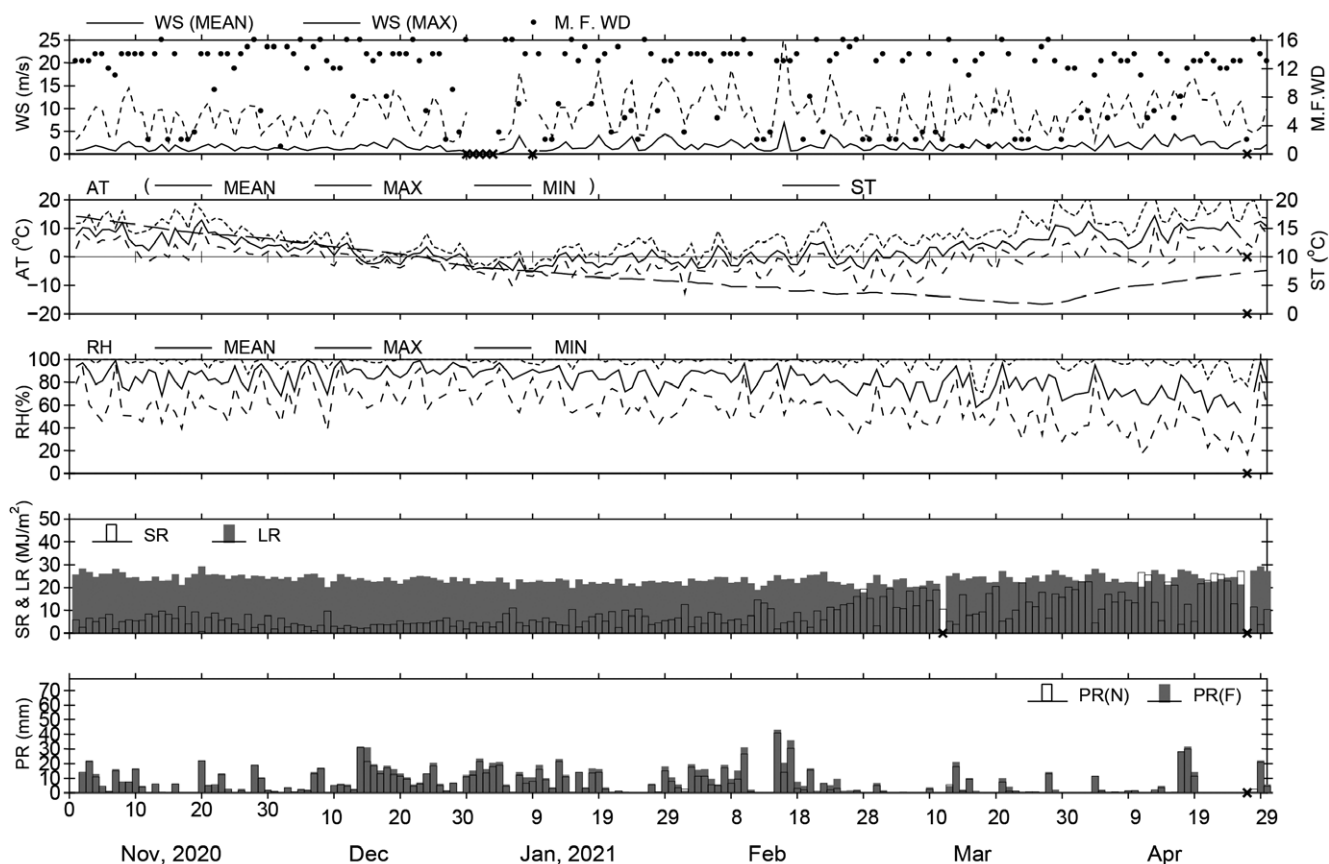 WS (MEAN) WS (MAX) M. F. WD
WS (m/s)
25
20
15
10
5
0
M.F.WD
16
12
8
4
0
AT ( MEAN MAX MIN ) ST
AT (°C)
20
10
0
−10
−20
ST (°C)
20
15
10
5
0
RH MEAN MAX MIN
RH(%)
100
80
60
40
20
0
SR LR
SR & LR (MJ/m²)
50
40
30
20
10
0
PR(N) PR(F)
PR (mm)
70
60
50
40
30
20
10
0
0 10 20 30 10 20 30 9 19 29 8 18 28 10 20 30 9 19 29
Nov, 2020 Dec Jan, 2021 Feb Mar Apr